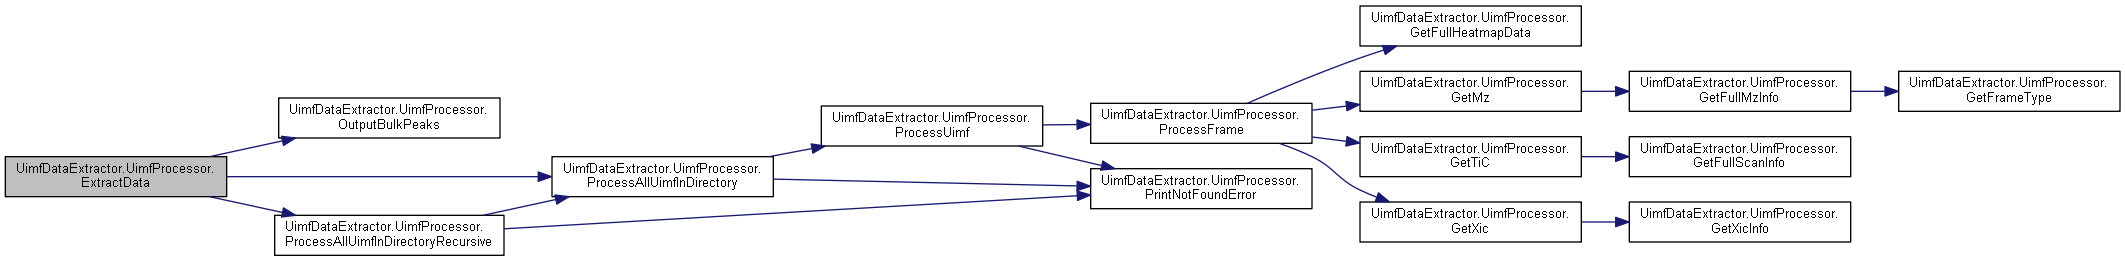 UimfDataExtractor.UimfProcessor.
ExtractData
UimfDataExtractor.UimfProcessor.
OutputBulkPeaks
UimfDataExtractor.UimfProcessor.
ProcessAllUimfInDirectoryRecursive
UimfDataExtractor.UimfProcessor.
ProcessAllUimfInDirectory
UimfDataExtractor.UimfProcessor.
ProcessUimf
UimfDataExtractor.UimfProcessor.
ProcessFrame
UimfDataExtractor.UimfProcessor.
PrintNotFoundError
UimfDataExtractor.UimfProcessor.
GetFullHeatmapData
UimfDataExtractor.UimfProcessor.
GetMz
UimfDataExtractor.UimfProcessor.
GetTiC
UimfDataExtractor.UimfProcessor.
GetXic
UimfDataExtractor.UimfProcessor.
GetFullMzInfo
UimfDataExtractor.UimfProcessor.
GetFullScanInfo
UimfDataExtractor.UimfProcessor.
GetXicInfo
UimfDataExtractor.UimfProcessor.
GetFrameType